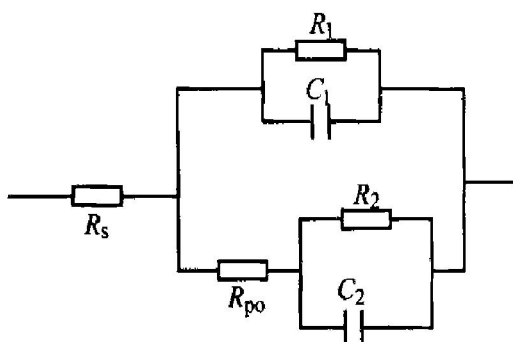 R₁
C₁
Rₛ
R₂
Rₚₒ
C₂